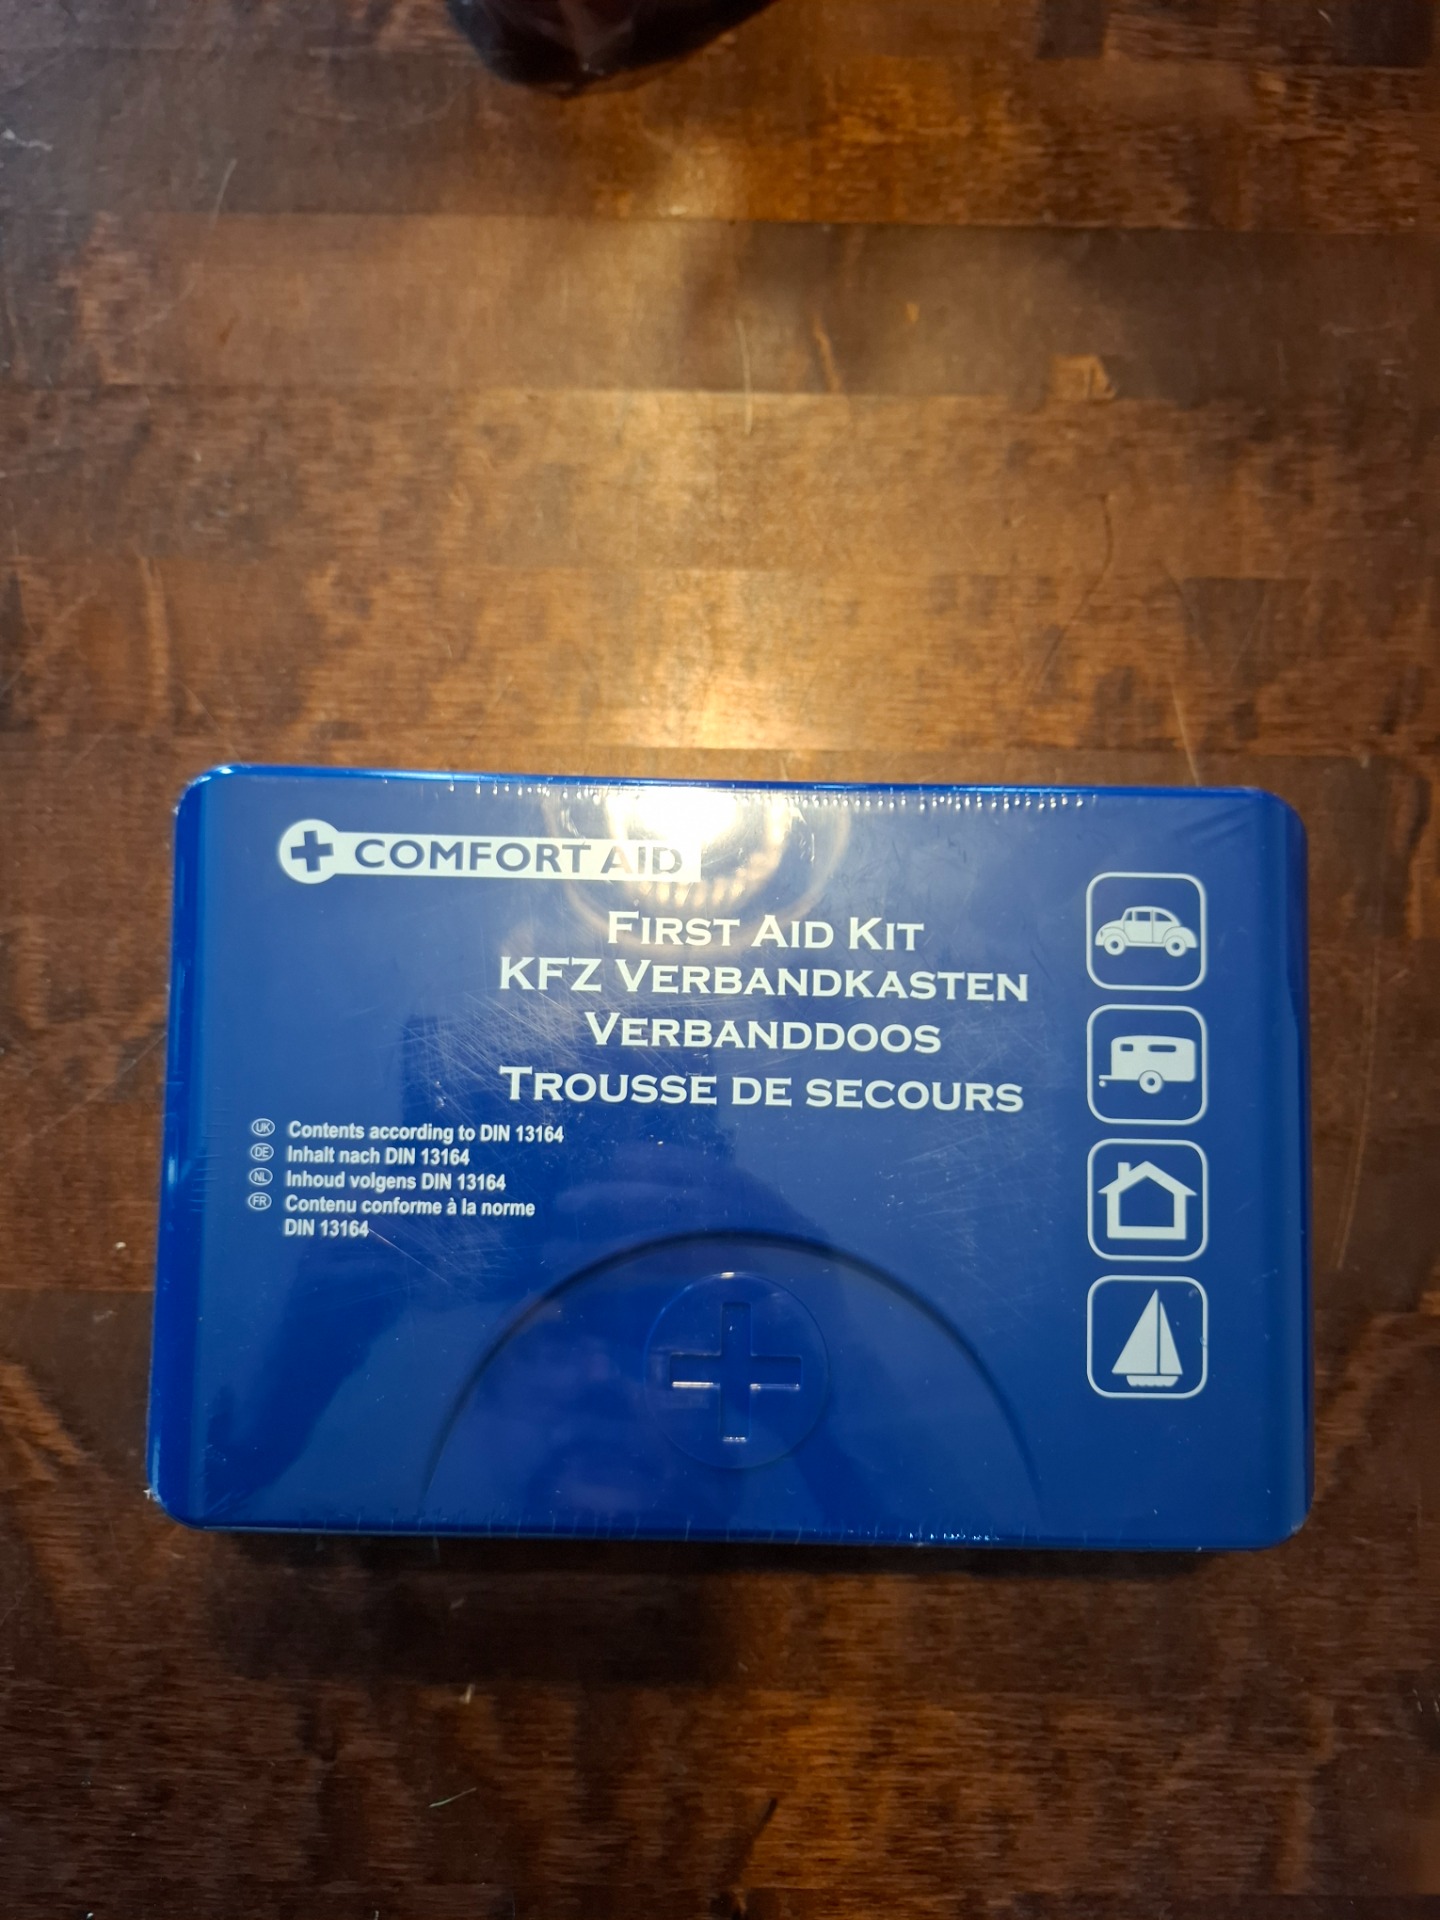 COMFORT AID
FIRST AID KIT
KFZ VERBANDKASTEN
VERBANDDOOS
TROUSSE DE SECOURS
UK Contents according to DIN 13164
DE Inhalt nach DIN 13164
NL Inhoud volgens DIN 13164
FR Contenu conforme à la norme
DIN 13164